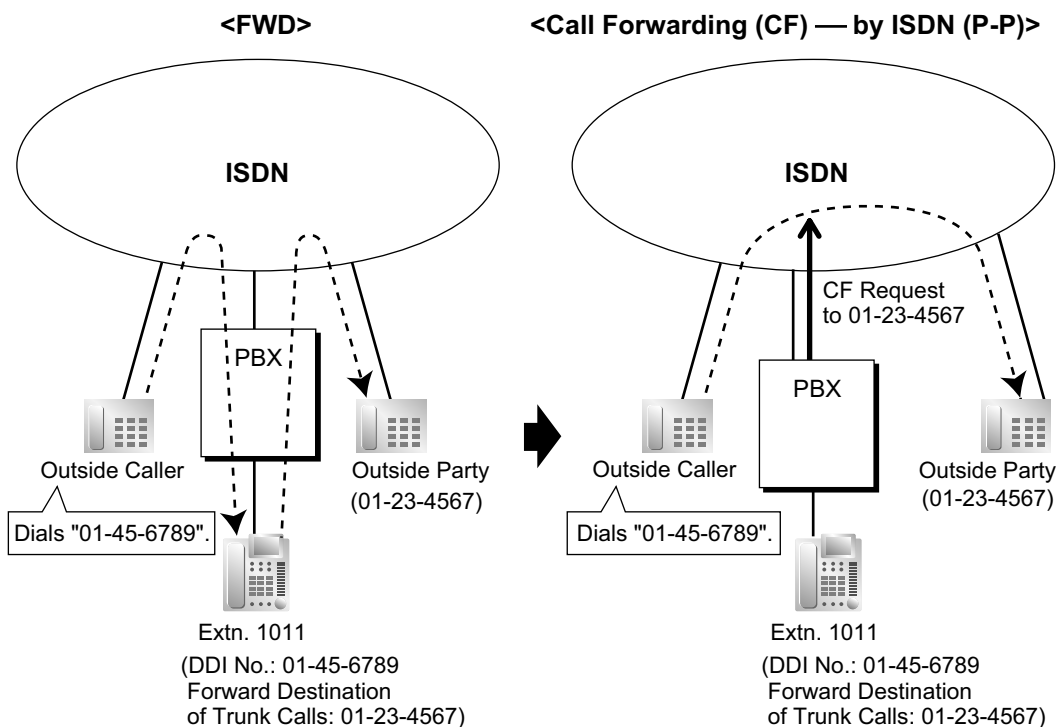 <FWD>
<Call Forwarding (CF) — by ISDN (P-P)>
ISDN
PBX
Outside Caller
Dials "01-45-6789".
Outside Party
(01-23-4567)
Extn. 1011
(DDI No.: 01-45-6789
Forward Destination
of Trunk Calls: 01-23-4567)
ISDN
CF Request
to 01-23-4567
PBX
Outside Caller
Dials "01-45-6789".
Outside Party
(01-23-4567)
Extn. 1011
(DDI No.: 01-45-6789
Forward Destination
of Trunk Calls: 01-23-4567)